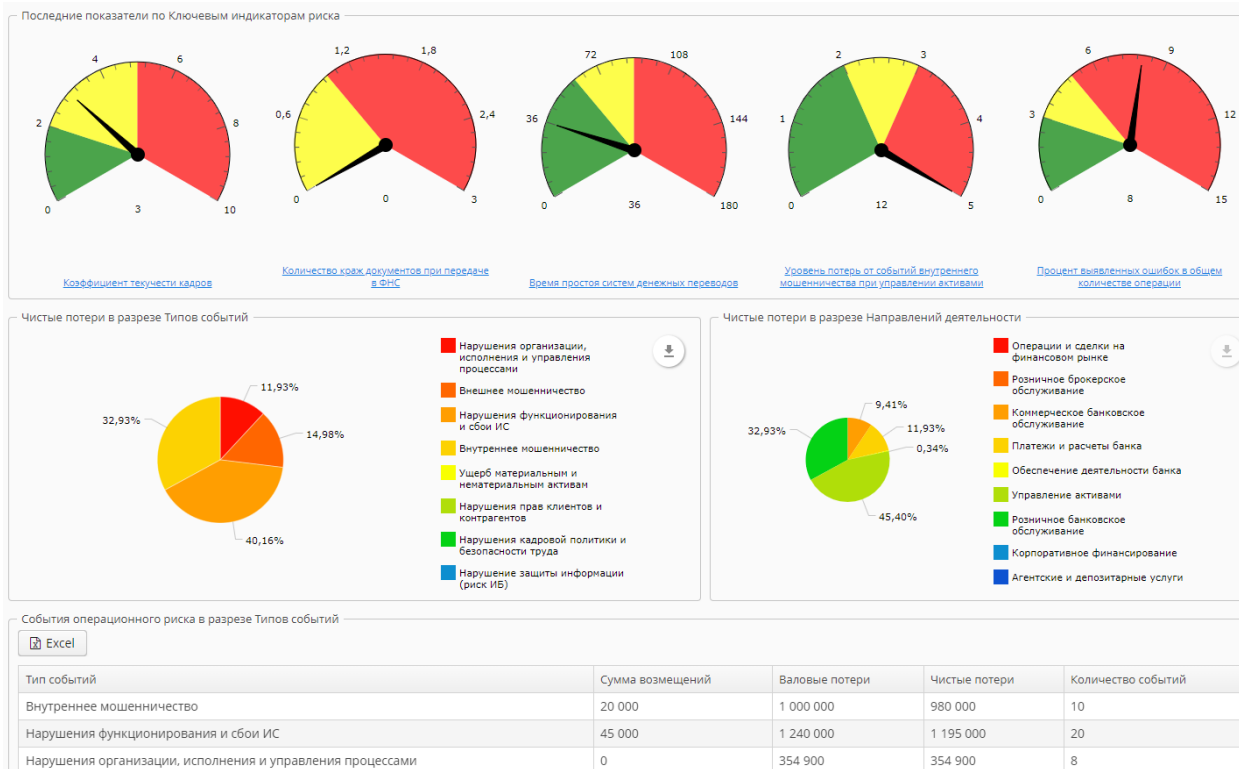 Последние показатели по Ключевым индикаторам риска
0
2
4
6
8
10
3
Коэффициент текучести кадров
0
0,6
1,2
1,8
2,4
3
0
Количество краж документов при передаче
в ФНС
0
36
72
108
144
180
36
Время простоя систем денежных переводов
0
1
2
3
4
5
12
Уровень потерь от событий внутреннего
мошенничества при управлении активами
0
3
6
9
12
15
8
Процент выявленных ошибок в общем
количестве операции
Чистые потери в разрезе Типов событий
11,93%
14,98%
40,16%
32,93%
Нарушения организации,
исполнения и управления
процессами
Внешнее мошенничество
Нарушения функционирования
и сбои ИС
Внутреннее мошенничество
Ущерб материальным и
нематериальным активам
Нарушения прав клиентов и
контрагентов
Нарушения кадровой политики и
безопасности труда
Нарушение защиты информации
(риск ИБ)
Чистые потери в разрезе Направлений деятельности
9,41%
11,93%
0,34%
45,40%
32,93%
Операции и сделки на
финансовом рынке
Розничное брокерское
обслуживание
Коммерческое банковское
обслуживание
Платежи и расчеты банка
Обеспечение деятельности банка
Управление активами
Розничное банковское
обслуживание
Корпоративное финансирование
Агентские и депозитарные услуги
События операционного риска в разрезе Типов событий
Excel
Тип событий Сумма возмещений Валовые потери Чистые потери Количество событий
Внутреннее мошенничество 20 000 1 000 000 980 000 10
Нарушения функционирования и сбои ИС 45 000 1 240 000 1 195 000 20
Нарушения организации, исполнения и управления процессами 0 354 900 354 900 8